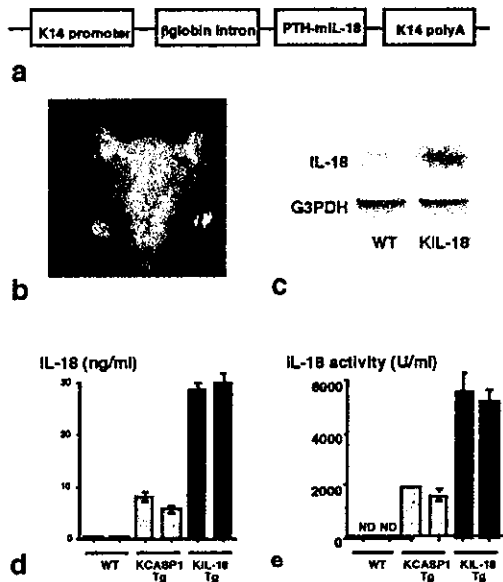 K14 promoter βglobin Intron PTH-mIL-18 K14 polyA
a
IL-18
G3PDH
WT KIL-18
b c
IL-18 (ng/ml)
30
20
10
0
WT KCASP1 Tg KIL-18 Tg
d
IL-18 activity (U/ml)
6000
4000
2000
0
ND ND
WT KCASP1 Tg KIL-18 Tg
e